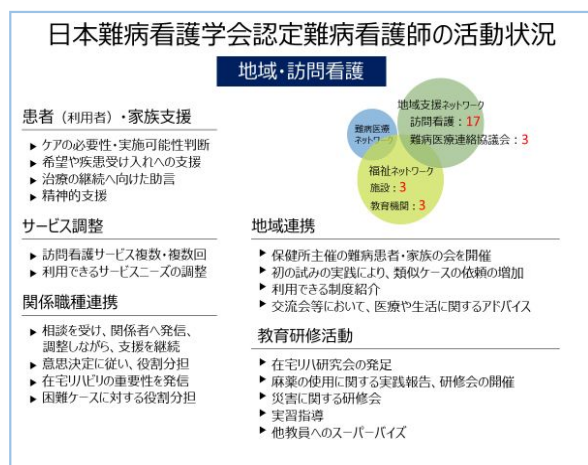 日本難病看護学会認定難病看護師の活動状況
地域・訪問看護
患者（利用者）・家族支援
▶ ケアの必要性・実施可能性判断
▶ 希望や疾患受け入れへの支援
▶ 治療の継続へ向けた助言
▶ 精神的支援
サービス調整
▶ 訪問看護サービス複数・複数回
▶ 利用できるサービスニーズの調整
関係職種連携
▶ 相談を受け、関係者へ発信、
調整しながら、支援を継続
▶ 意思決定に従い、役割分担
▶ 在宅リハビリの重要性を発信
▶ 困難ケースに対する役割分担
地域支援ネットワーク
訪問看護：17
難病医療連絡協議会：3
難病医療
ネットワーク
福祉ネットワーク
施設：3
教育機関：3
地域連携
▶ 保健所主催の難病患者・家族の会を開催
▶ 初の試みの実践により、類似ケースの依頼の増加
▶ 利用できる制度紹介
▶ 交流会等において、医療や生活に関するアドバイス
教育研修活動
▶ 在宅リハ研究会の発足
▶ 麻薬の使用に関する実践報告、研修会の開催
▶ 災害に関する研修会
▶ 実習指導
▶ 他教員へのスーパーバイズ